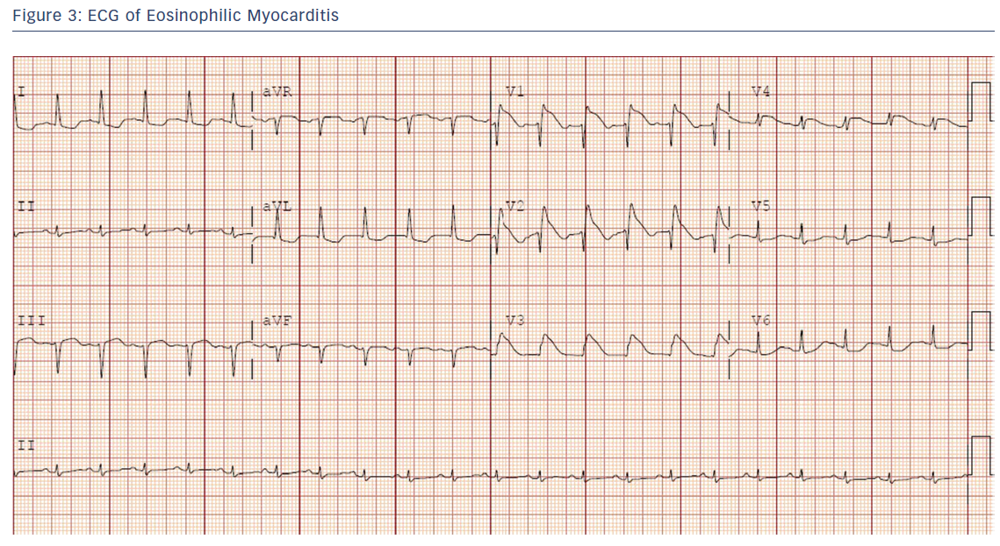 Figure 3: ECG of Eosinophilic Myocarditis
I aVR V1 V4
II aVL V2 V5
III aVF V3 V6
II